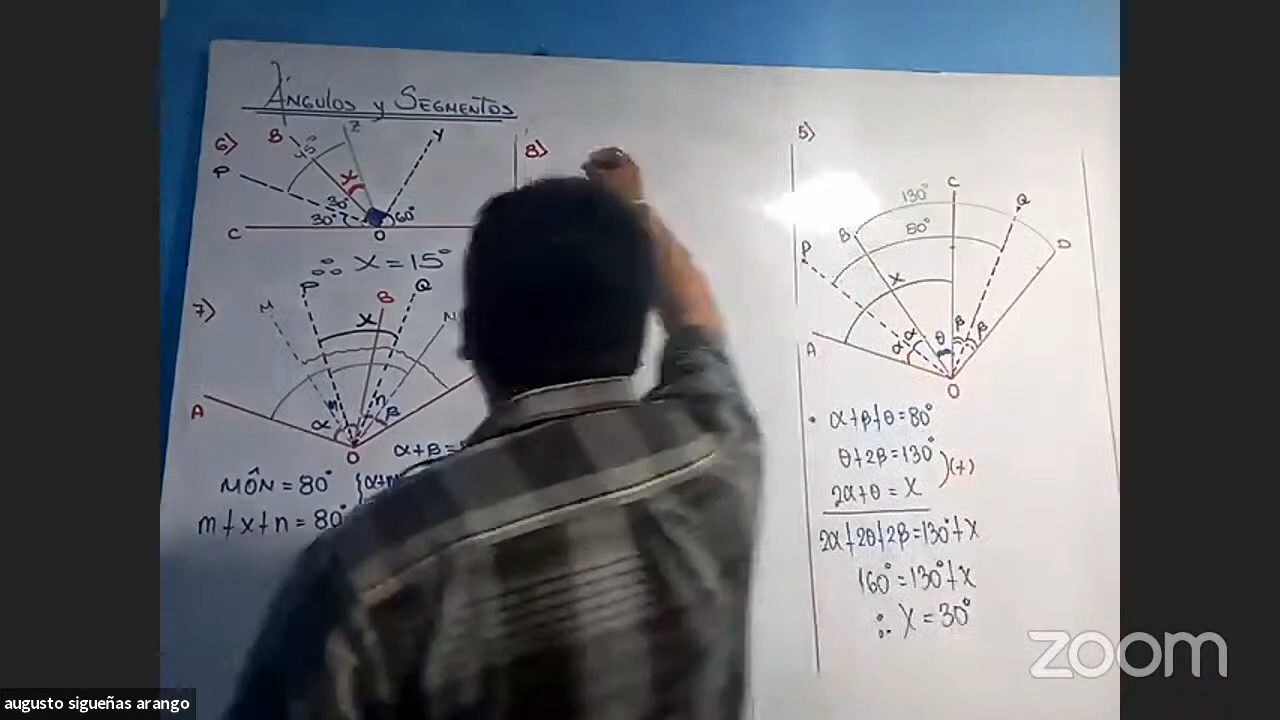 Ángulos y Segmentos
6)
B
Z
Y
P
45°
X
30°
30°
60°
C
O
∴ X = 15°
7)
M
P
B
Q
N
X
A
m
n
α
β
O
α+β=
MÔN = 80°
m+x+n = 80°
8)
5)
130°
C
Q
80°
B
D
P
X
A
α
α
θ
β
β
O
• α+β+θ=80°
θ+2β=130°
(+)
2α+θ = X
2α+2θ+2β=130°+X
160°=130°+X
∴ X = 30°
zoom
augusto sigueñas arango